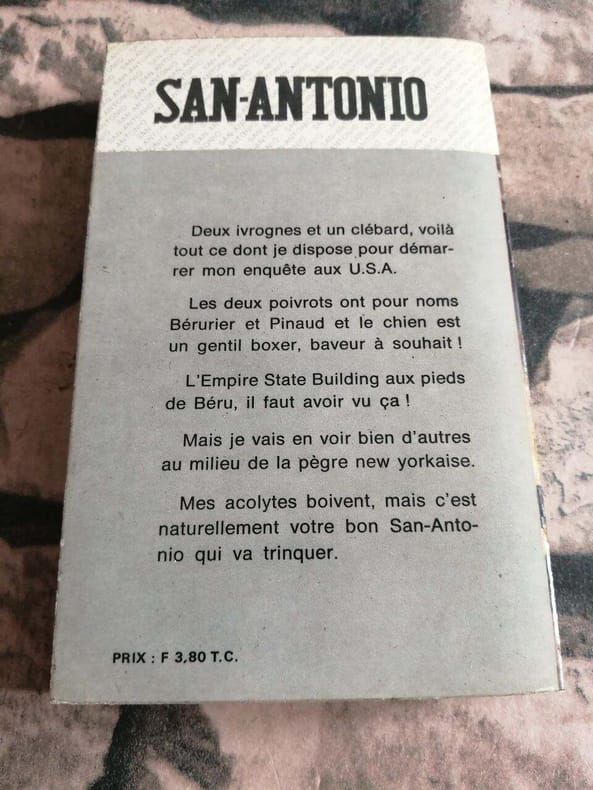 SAN-ANTONIO
Deux ivrognes et un clébard, voilà
tout ce dont je dispose pour démar-
rer mon enquête aux U.S.A.
Les deux poivrots ont pour noms
Bérurier et Pinaud et le chien est
un gentil boxer, baveur à souhait !
L'Empire State Building aux pieds
de Béru, il faut avoir vu ça !
Mais je vais en voir bien d'autres
au milieu de la pègre new yorkaise.
Mes acolytes boivent, mais c'est
naturellement votre bon San-Anto-
nio qui va trinquer.
PRIX : F 3,80 T.C.